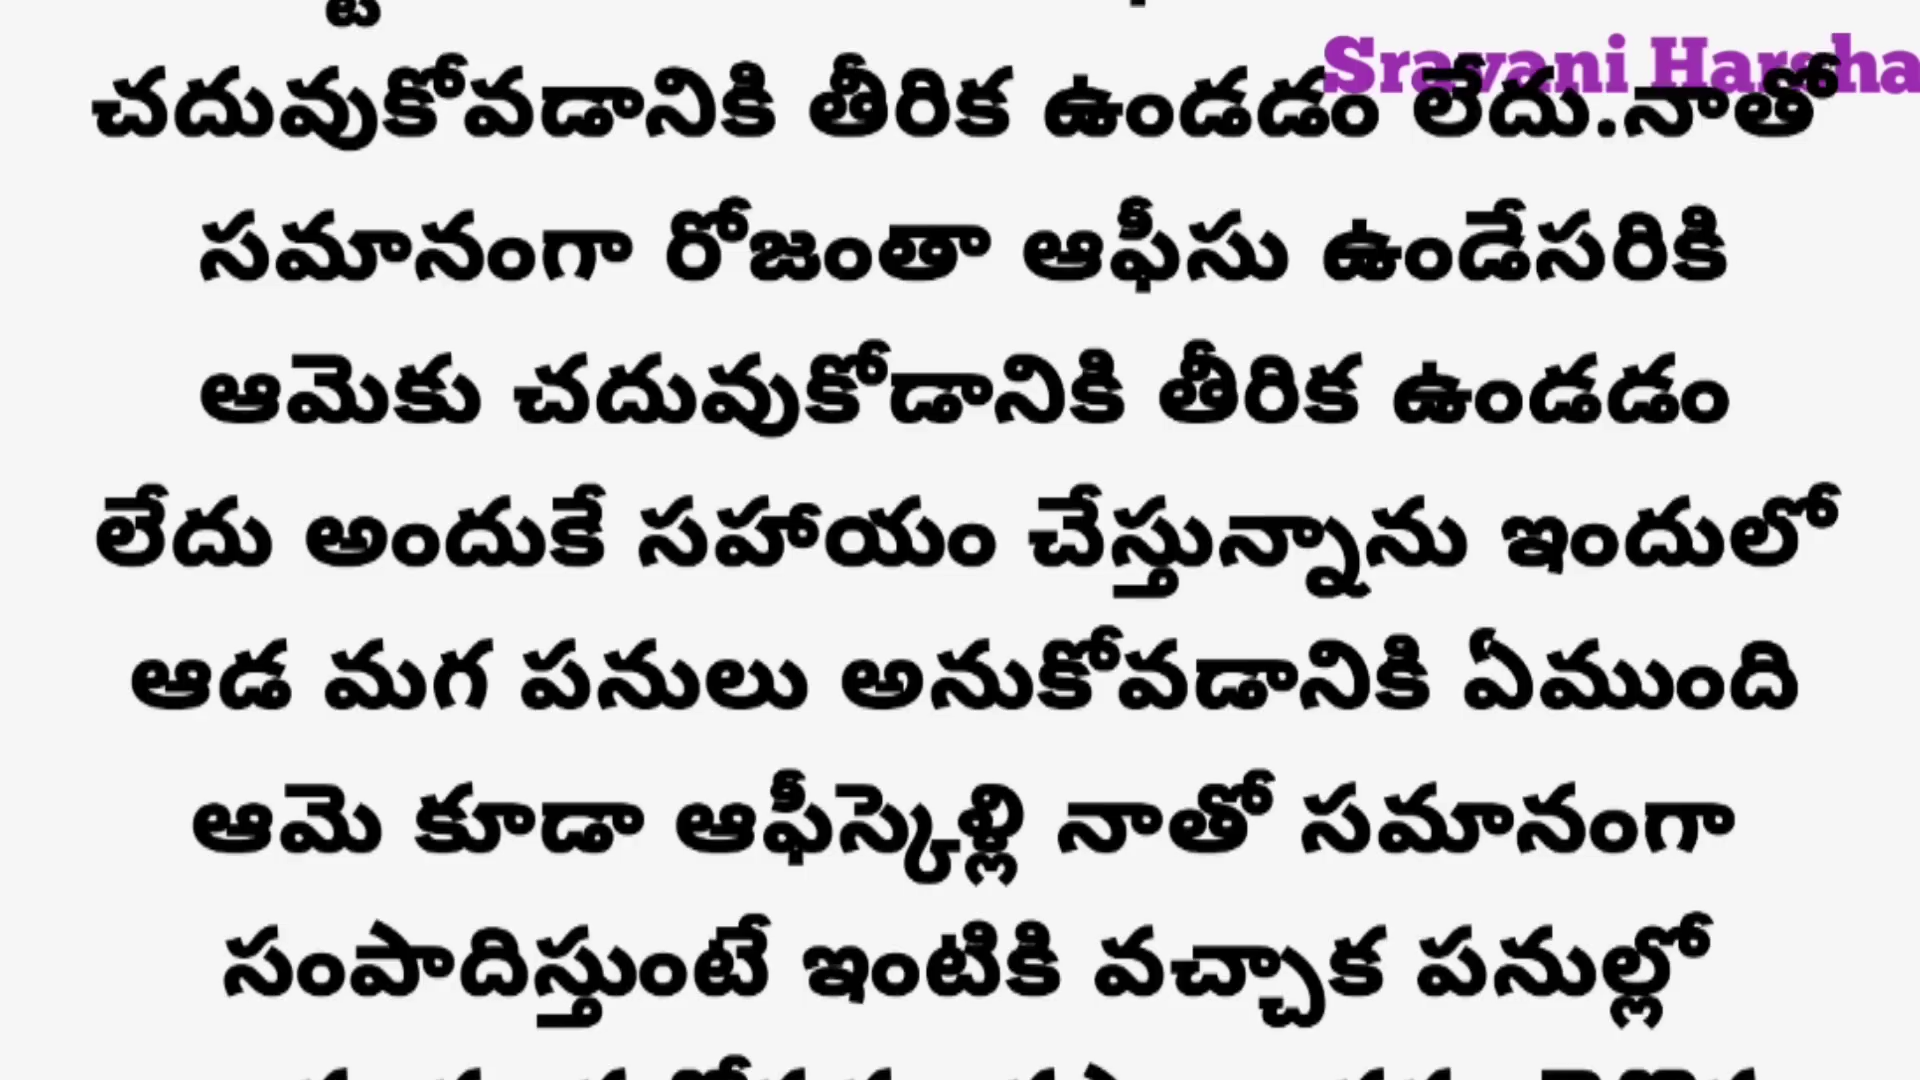 Sravani Harsha
చదువుకోవడానికి తీరిక ఉండడం లేదు.నాతో
సమానంగా రోజంతా ఆఫీసు ఉండేసరికి
ఆమెకు చదువుకోడానికి తీరిక ఉండడం
లేదు అందుకే సహాయం చేస్తున్నాను ఇందులో
ఆడ మగ పనులు అనుకోవడానికి ఏముంది
ఆమె కూడా ఆఫీస్కెళ్లి నాతో సమానంగా
సంపాదిస్తుంటే ఇంటికి వచ్చాక పనుల్లో